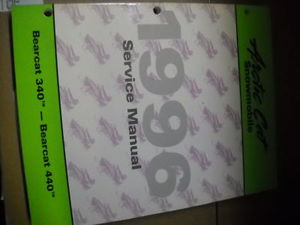 Arctic Cat
Snowmobile
1996
Service Manual
Bearcat 340™ — Bearcat 440™